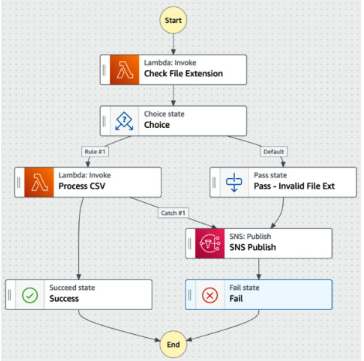 Start
Lambda: Invoke
Check File Extension
Choice state
Choice
Rule #1
Default
Lambda: Invoke
Process CSV
Pass state
Pass - Invalid File Ext
Catch #1
SNS: Publish
SNS Publish
Succeed state
Success
Fail state
Fail
End